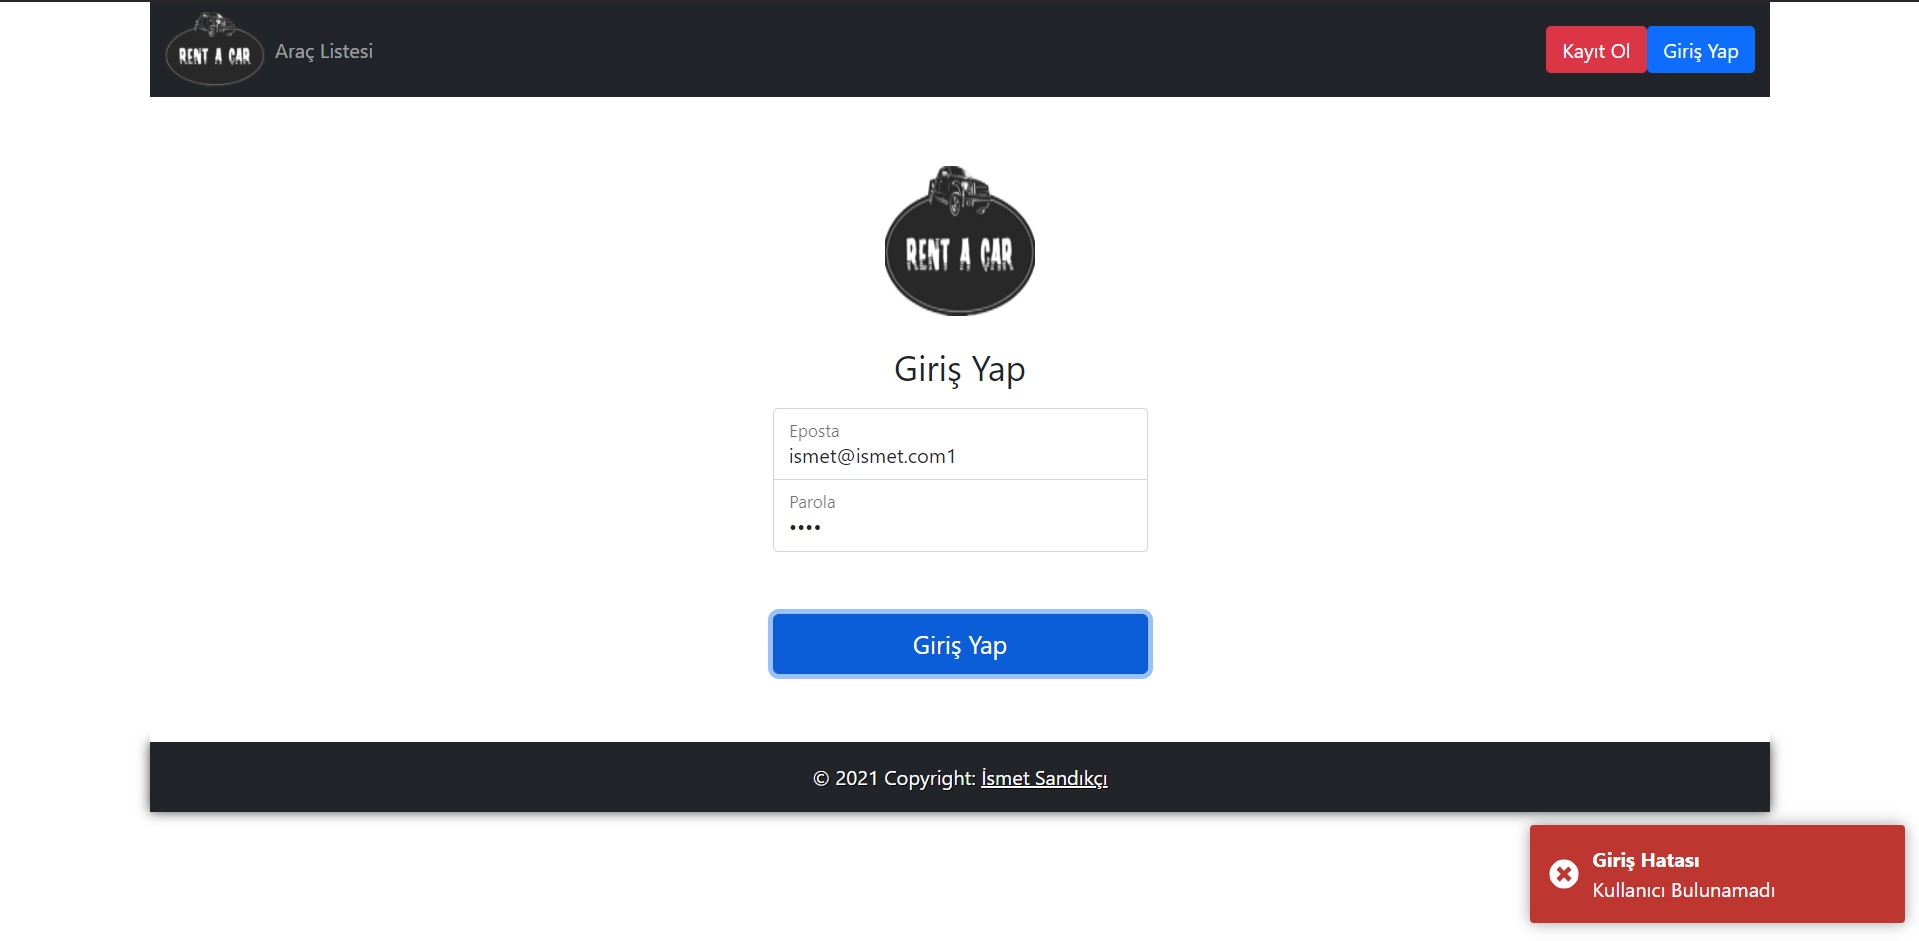 RENT A CAR
Araç Listesi
Kayıt Ol
Giriş Yap
RENT A CAR
Giriş Yap
Eposta
ismet@ismet.com1
Parola
••••
Giriş Yap
© 2021 Copyright: İsmet Sandıkçı
Giriş Hatası
Kullanıcı Bulunamadı